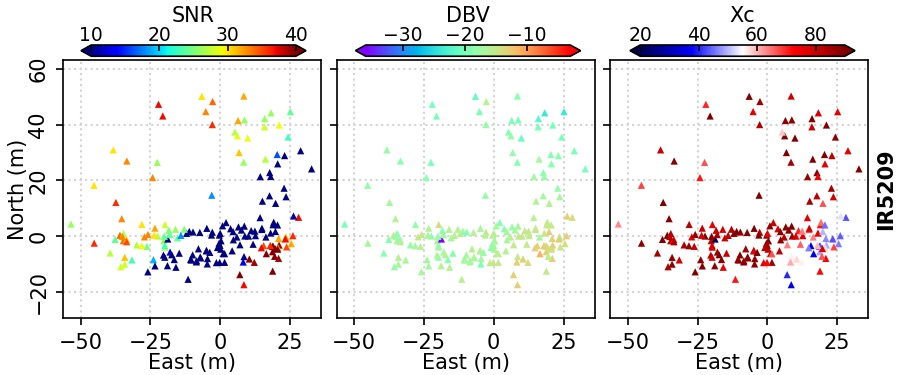 SNR DBV Xc
10 20 30 40 −30 −20 −10 20 40 60 80
60
40
20
0
−20
North (m)
−50 −25 0 25 −50 −25 0 25 −50 −25 0 25
East (m) East (m) East (m)
IR5209